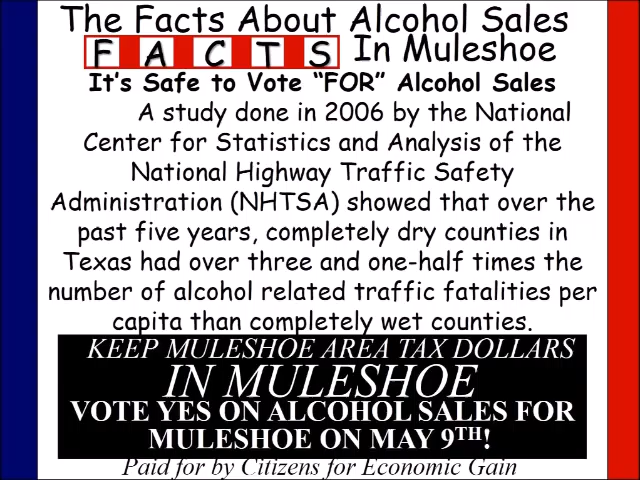 The Facts About Alcohol Sales
FACTS In Muleshoe
It's Safe to Vote “FOR” Alcohol Sales
A study done in 2006 by the National
Center for Statistics and Analysis of the
National Highway Traffic Safety
Administration (NHTSA) showed that over the
past five years, completely dry counties in
Texas had over three and one-half times the
number of alcohol related traffic fatalities per
capita than completely wet counties.
KEEP MULESHOE AREA TAX DOLLARS
IN MULESHOE
VOTE YES ON ALCOHOL SALES FOR
MULESHOE ON MAY 9TH!
Paid for by Citizens for Economic Gain